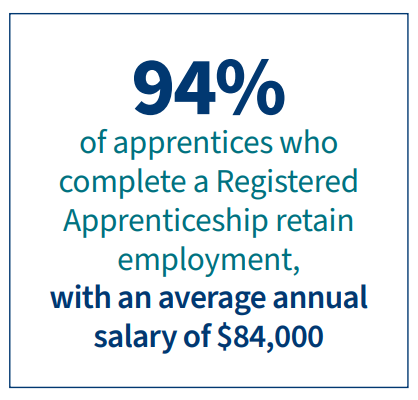 94%
of apprentices who
complete a Registered
Apprenticeship retain
employment,
with an average annual
salary of $84,000